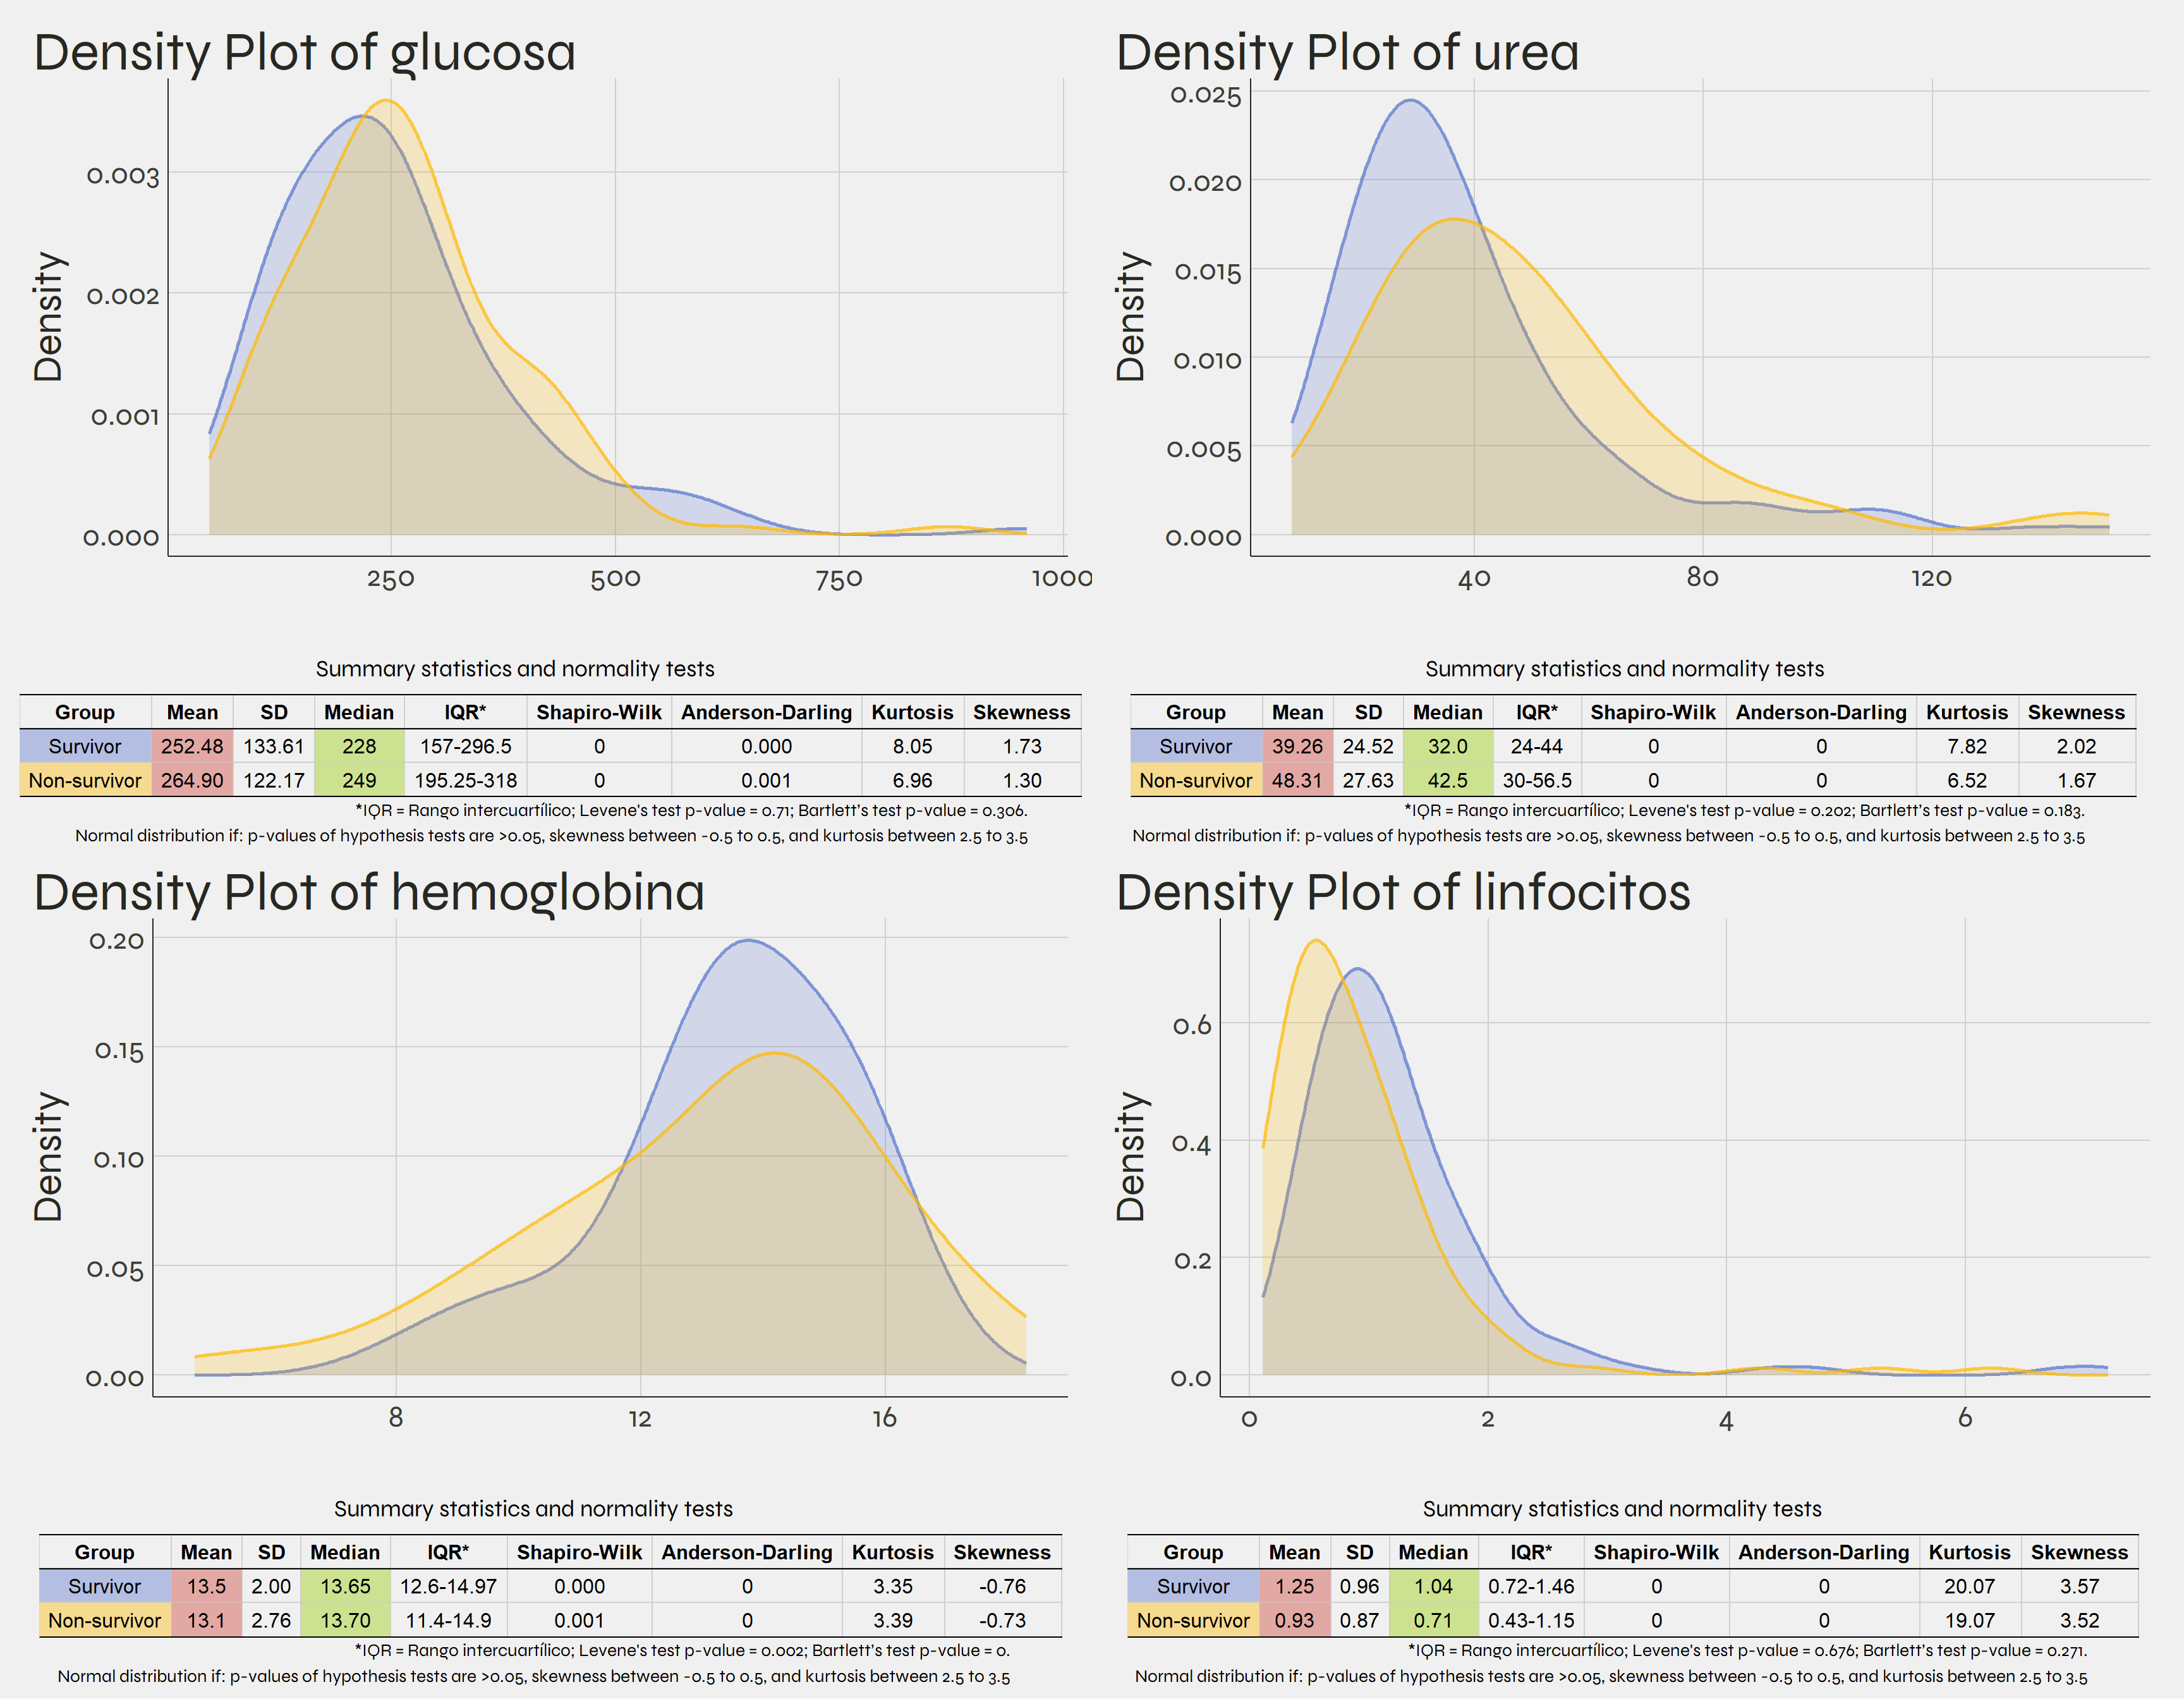 Density Plot of glucosa
Density
0.003
0.002
0.001
0.000
250 500 750 1000
Summary statistics and normality tests
Group Mean SD Median IQR* Shapiro-Wilk Anderson-Darling Kurtosis Skewness
Survivor 252.48 133.61 228 157-296.5 0 0.000 8.05 1.73
Non-survivor 264.90 122.17 249 195.25-318 0 0.001 6.96 1.30
*IQR = Rango intercuartílico; Levene's test p-value = 0.71; Bartlett's test p-value = 0.306.
Normal distribution if: p-values of hypothesis tests are >0.05, skewness between -0.5 to 0.5, and kurtosis between 2.5 to 3.5
Density Plot of urea
Density
0.025
0.020
0.015
0.010
0.005
0.000
40 80 120
Summary statistics and normality tests
Group Mean SD Median IQR* Shapiro-Wilk Anderson-Darling Kurtosis Skewness
Survivor 39.26 24.52 32.0 24-44 0 0 7.82 2.02
Non-survivor 48.31 27.63 42.5 30-56.5 0 0 6.52 1.67
*IQR = Rango intercuartílico; Levene's test p-value = 0.202; Bartlett's test p-value = 0.183.
Normal distribution if: p-values of hypothesis tests are >0.05, skewness between -0.5 to 0.5, and kurtosis between 2.5 to 3.5
Density Plot of hemoglobina
Density
0.20
0.15
0.10
0.05
0.00
8 12 16
Summary statistics and normality tests
Group Mean SD Median IQR* Shapiro-Wilk Anderson-Darling Kurtosis Skewness
Survivor 13.5 2.00 13.65 12.6-14.97 0.000 0 3.35 -0.76
Non-survivor 13.1 2.76 13.70 11.4-14.9 0.001 0 3.39 -0.73
*IQR = Rango intercuartílico; Levene's test p-value = 0.002; Bartlett's test p-value = 0.
Normal distribution if: p-values of hypothesis tests are >0.05, skewness between -0.5 to 0.5, and kurtosis between 2.5 to 3.5
Density Plot of linfocitos
Density
0.6
0.4
0.2
0.0
0 2 4 6
Summary statistics and normality tests
Group Mean SD Median IQR* Shapiro-Wilk Anderson-Darling Kurtosis Skewness
Survivor 1.25 0.96 1.04 0.72-1.46 0 0 20.07 3.57
Non-survivor 0.93 0.87 0.71 0.43-1.15 0 0 19.07 3.52
*IQR = Rango intercuartílico; Levene's test p-value = 0.676; Bartlett's test p-value = 0.271.
Normal distribution if: p-values of hypothesis tests are >0.05, skewness between -0.5 to 0.5, and kurtosis between 2.5 to 3.5